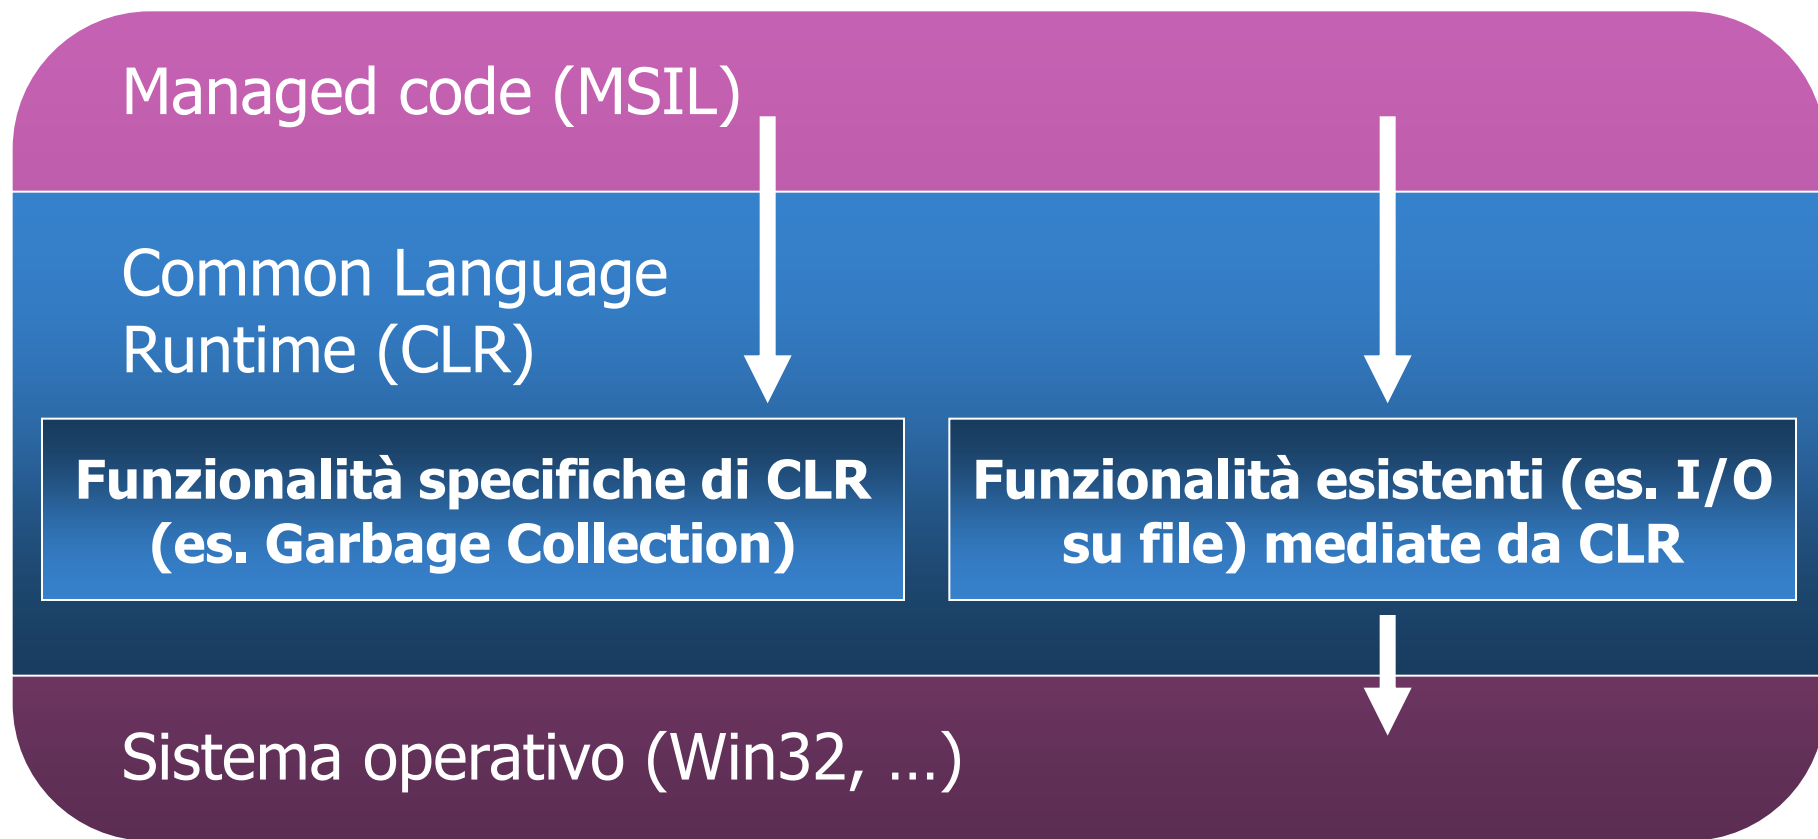 Managed code (MSIL)
Common Language
Runtime (CLR)
Funzionalità specifiche di CLR
(es. Garbage Collection)
Funzionalità esistenti (es. I/O
su file) mediate da CLR
Sistema operativo (Win32, …)